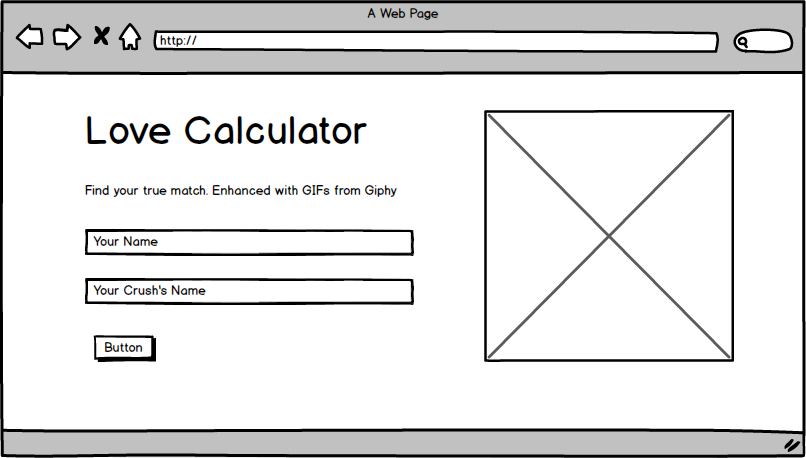 A Web Page
http://
Love Calculator
Find your true match. Enhanced with GIFs from Giphy
Your Name
Your Crush's Name
Button